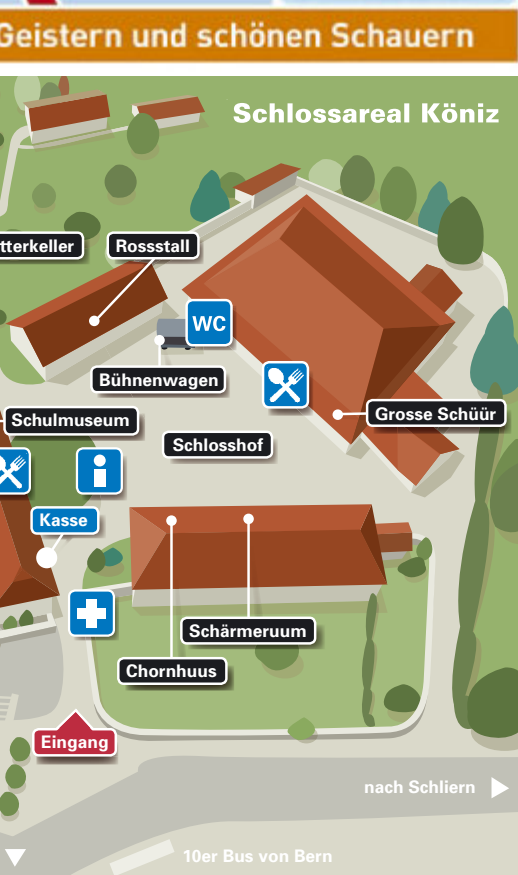 Geistern und schönen Schauern
Schlossareal Köniz
tterkeller
Rossstall
WC
Bühnenwagen
Grosse Schüür
Schulmuseum
Schlosshof
Kasse
Schärmeruum
Chornhuus
Eingang
nach Schliern
10er Bus von Bern